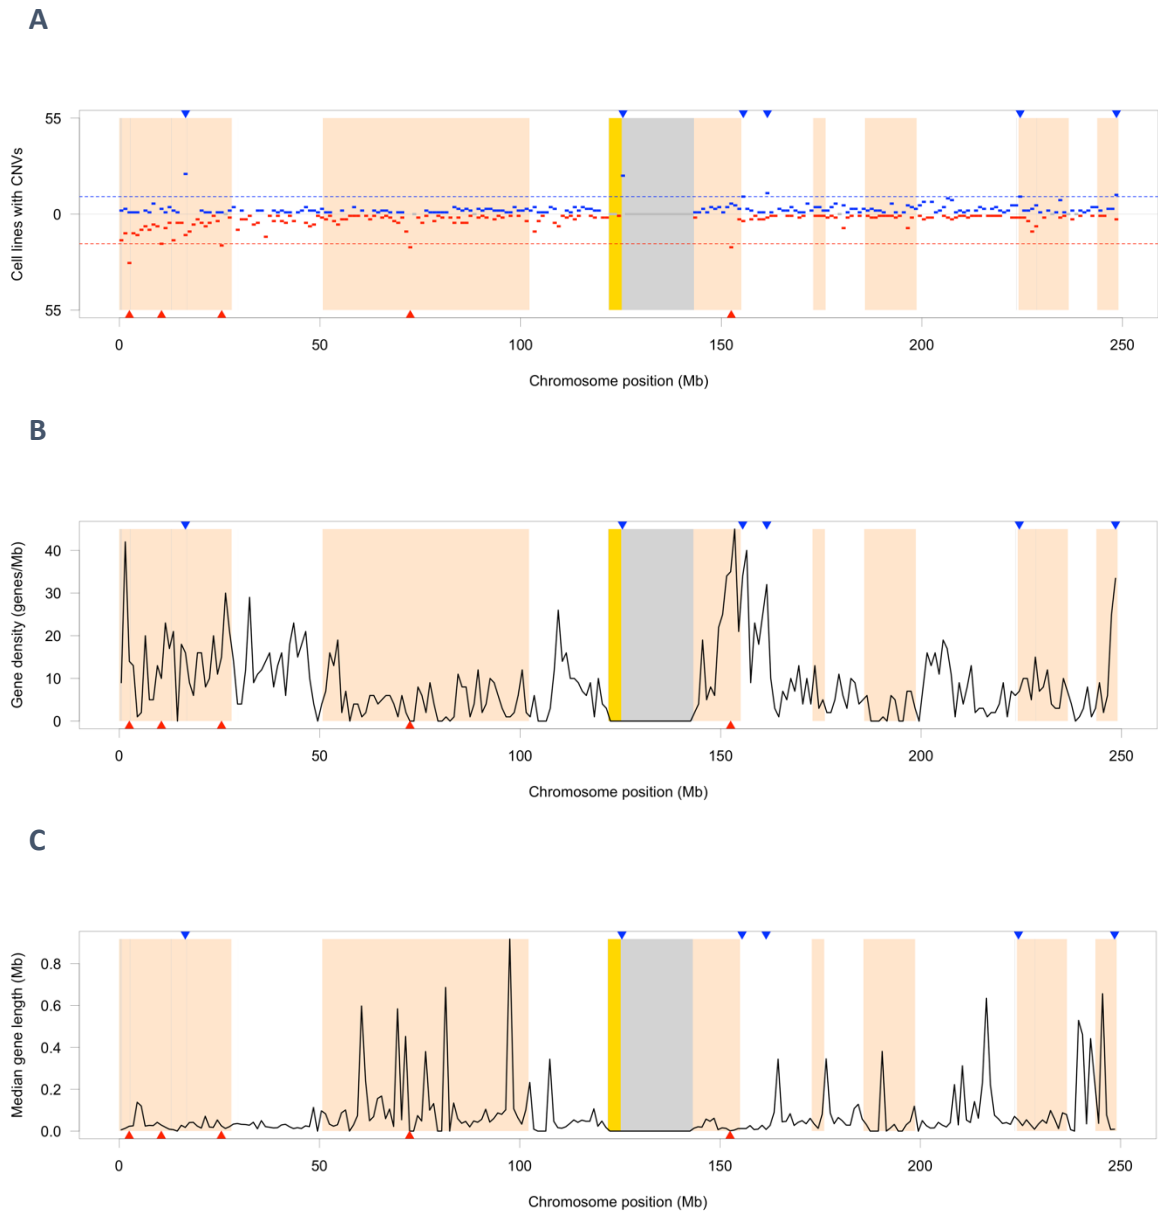 A
Cell lines with CNVs
55
0
55
0 50 100 150 200 250
Chromosome position (Mb)
B
Gene density (genes/Mb)
40
30
20
10
0
0 50 100 150 200 250
Chromosome position (Mb)
C
Median gene length (Mb)
0.8
0.6
0.4
0.2
0.0
0 50 100 150 200 250
Chromosome position (Mb)